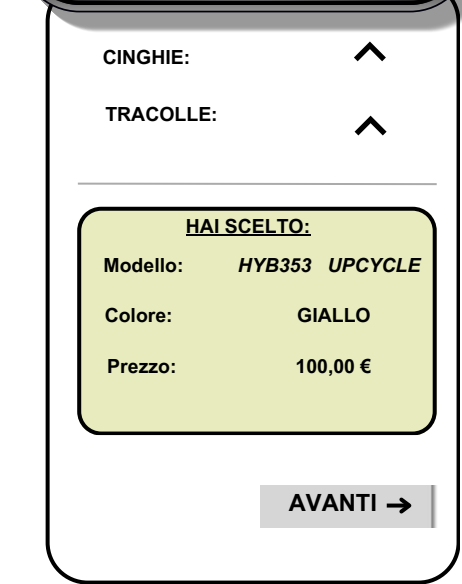 CINGHIE:
TRACOLLE:
HAI SCELTO:
Modello: HYB353 UPCYCLE
Colore: GIALLO
Prezzo: 100,00 €
AVANTI →